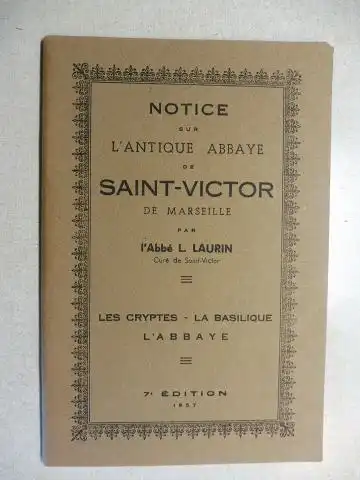 NOTICE
SUR
L'ANTIQUE ABBAYE
DE
SAINT-VICTOR
DE MARSEILLE
PAR
l'Abbé L. LAURIN
Curé de Saint-Victor
LES CRYPTES - LA BASILIQUE
L'ABBAYE
7e ÉDITION
1957